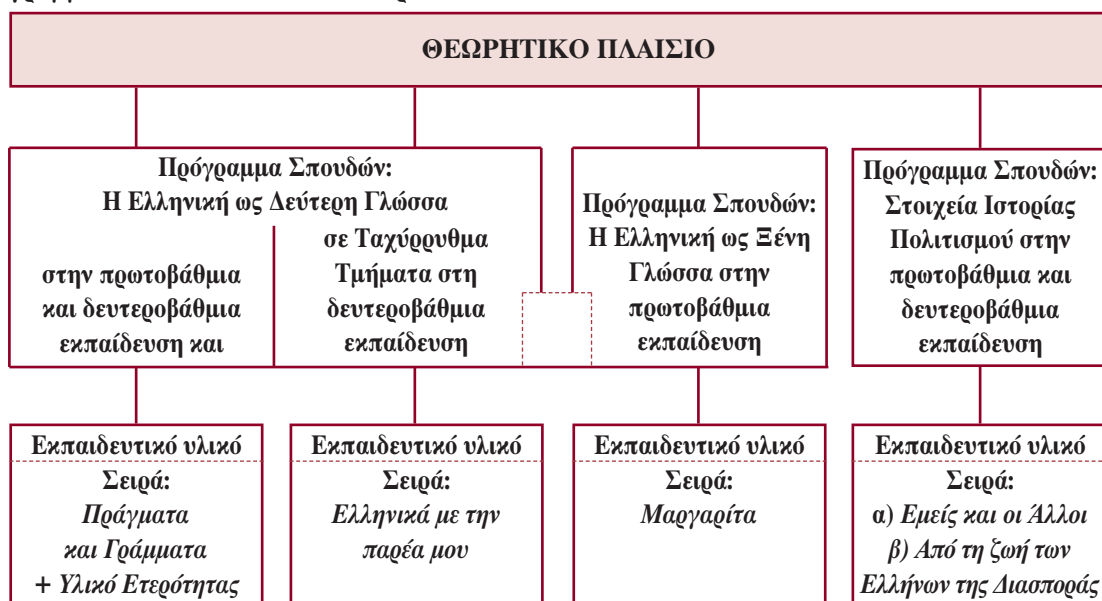 ΘΕΩΡΗΤΙΚΟ ΠΛΑΙΣΙΟ
Πρόγραμμα Σπουδών:
Η Ελληνική ως Δεύτερη Γλώσσα
στην πρωτοβάθμια
και δευτεροβάθμια
εκπαίδευση και
σε Ταχύρρυθμα
Τμήματα στη
δευτεροβάθμια
εκπαίδευση
Πρόγραμμα Σπουδών:
Η Ελληνική ως Ξένη
Γλώσσα στην
πρωτοβάθμια
εκπαίδευση
Πρόγραμμα Σπουδών:
Στοιχεία Ιστορίας
Πολιτισμού στην
πρωτοβάθμια και
δευτεροβάθμια
εκπαίδευση
Εκπαιδευτικό υλικό
Σειρά:
Πράγματα
και Γράμματα
+ Υλικό Ετερότητας
Εκπαιδευτικό υλικό
Σειρά:
Ελληνικά με την
παρέα μου
Εκπαιδευτικό υλικό
Σειρά:
Μαργαρίτα
Εκπαιδευτικό υλικό
Σειρά:
α) Εμείς και οι Άλλοι
β) Από τη ζωή των
Ελλήνων της Διασποράς